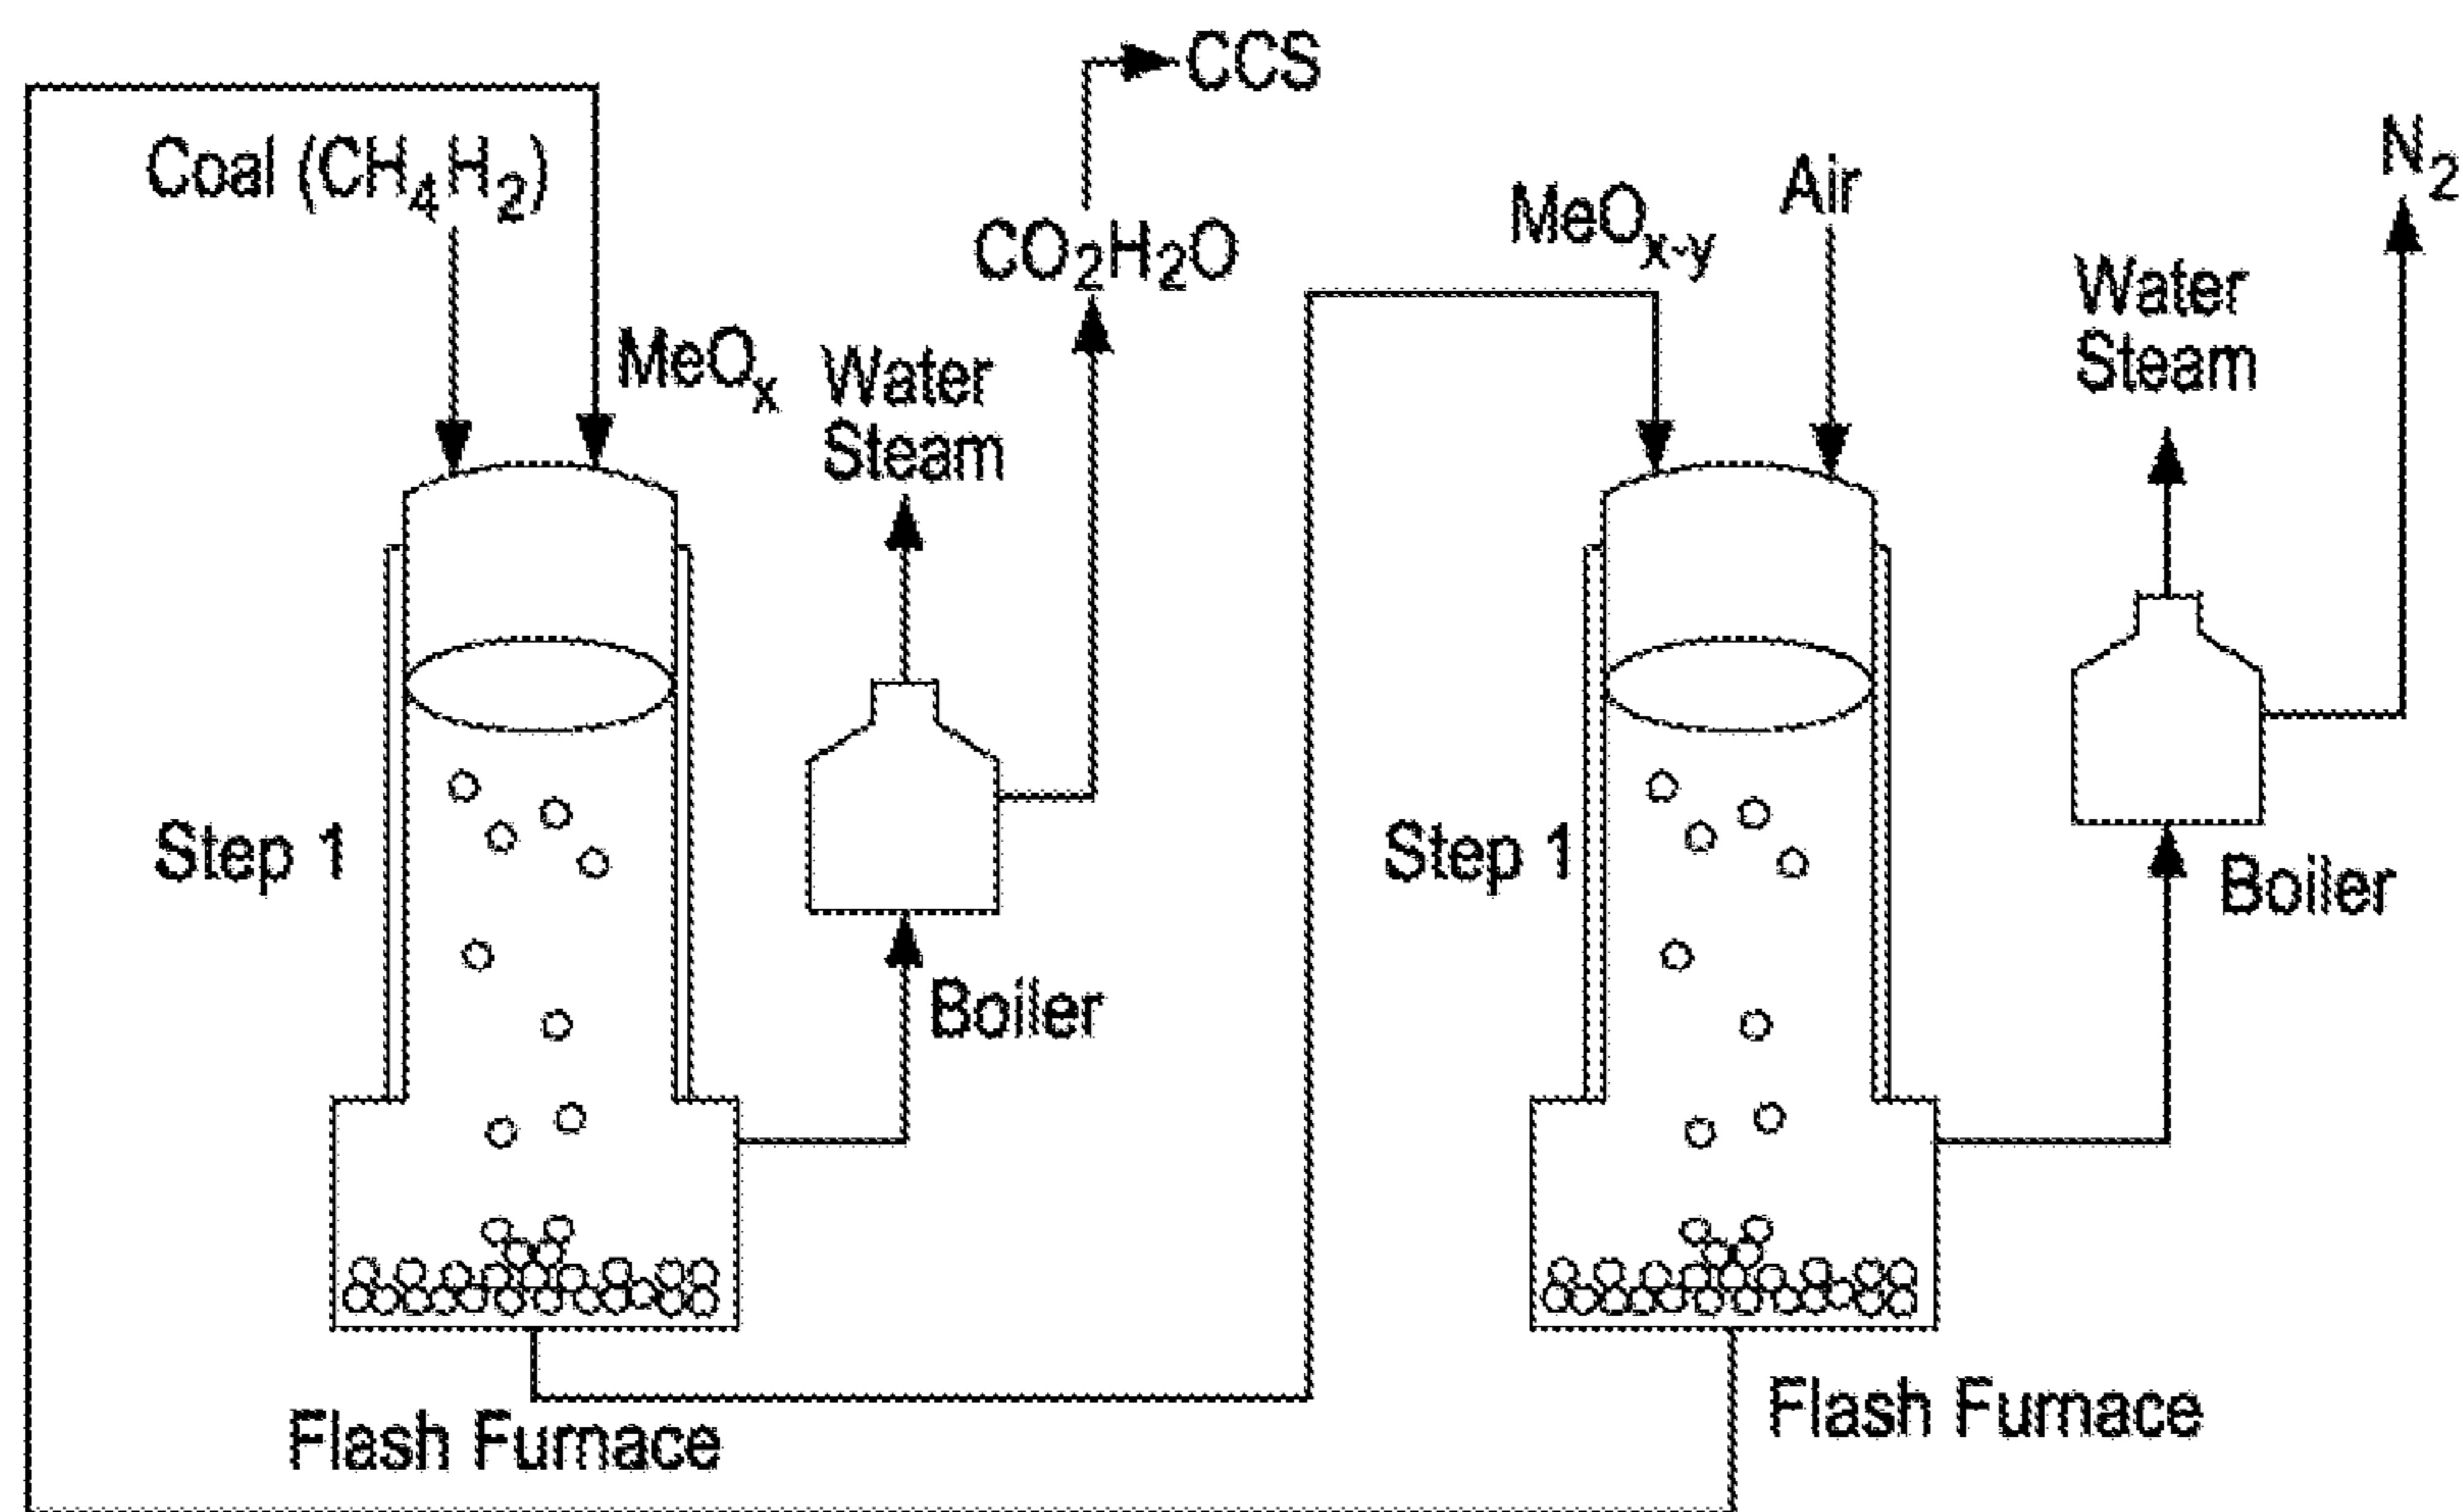 CCS
Coal (CH₄H₂)
N₂
Air
MeOₓ₋ᵧ
CO₂H₂O
Water
Steam
MeOₓ
Water
Steam
Step 1
Step 1
Boiler
Boiler
Flash Furnace
Flash Furnace